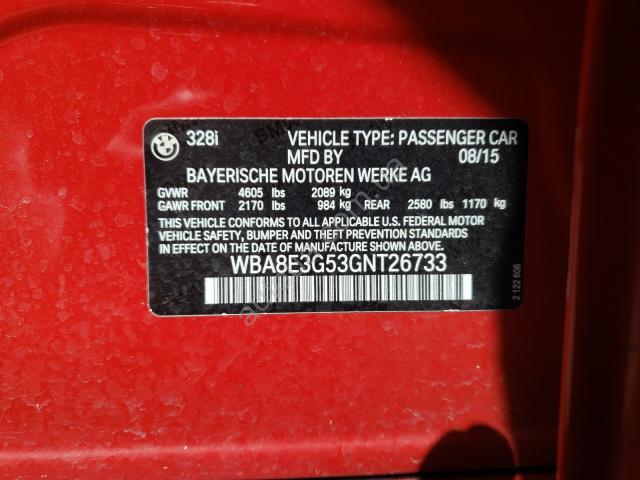 328i VEHICLE TYPE: PASSENGER CAR
MFD BY 08/15
BAYERISCHE MOTOREN WERKE AG
GVWR 4605 lbs 2089 kg
GAWR FRONT 2170 lbs 984 kg REAR 2580 lbs 1170 kg
THIS VEHICLE CONFORMS TO ALL APPLICABLE U.S. FEDERAL MOTOR
VEHICLE SAFETY, BUMPER AND THEFT PREVENTION STANDARDS
IN EFFECT ON THE DATE OF MANUFACTURE SHOWN ABOVE.
WBA8E3G53GNT26733
2 122 606